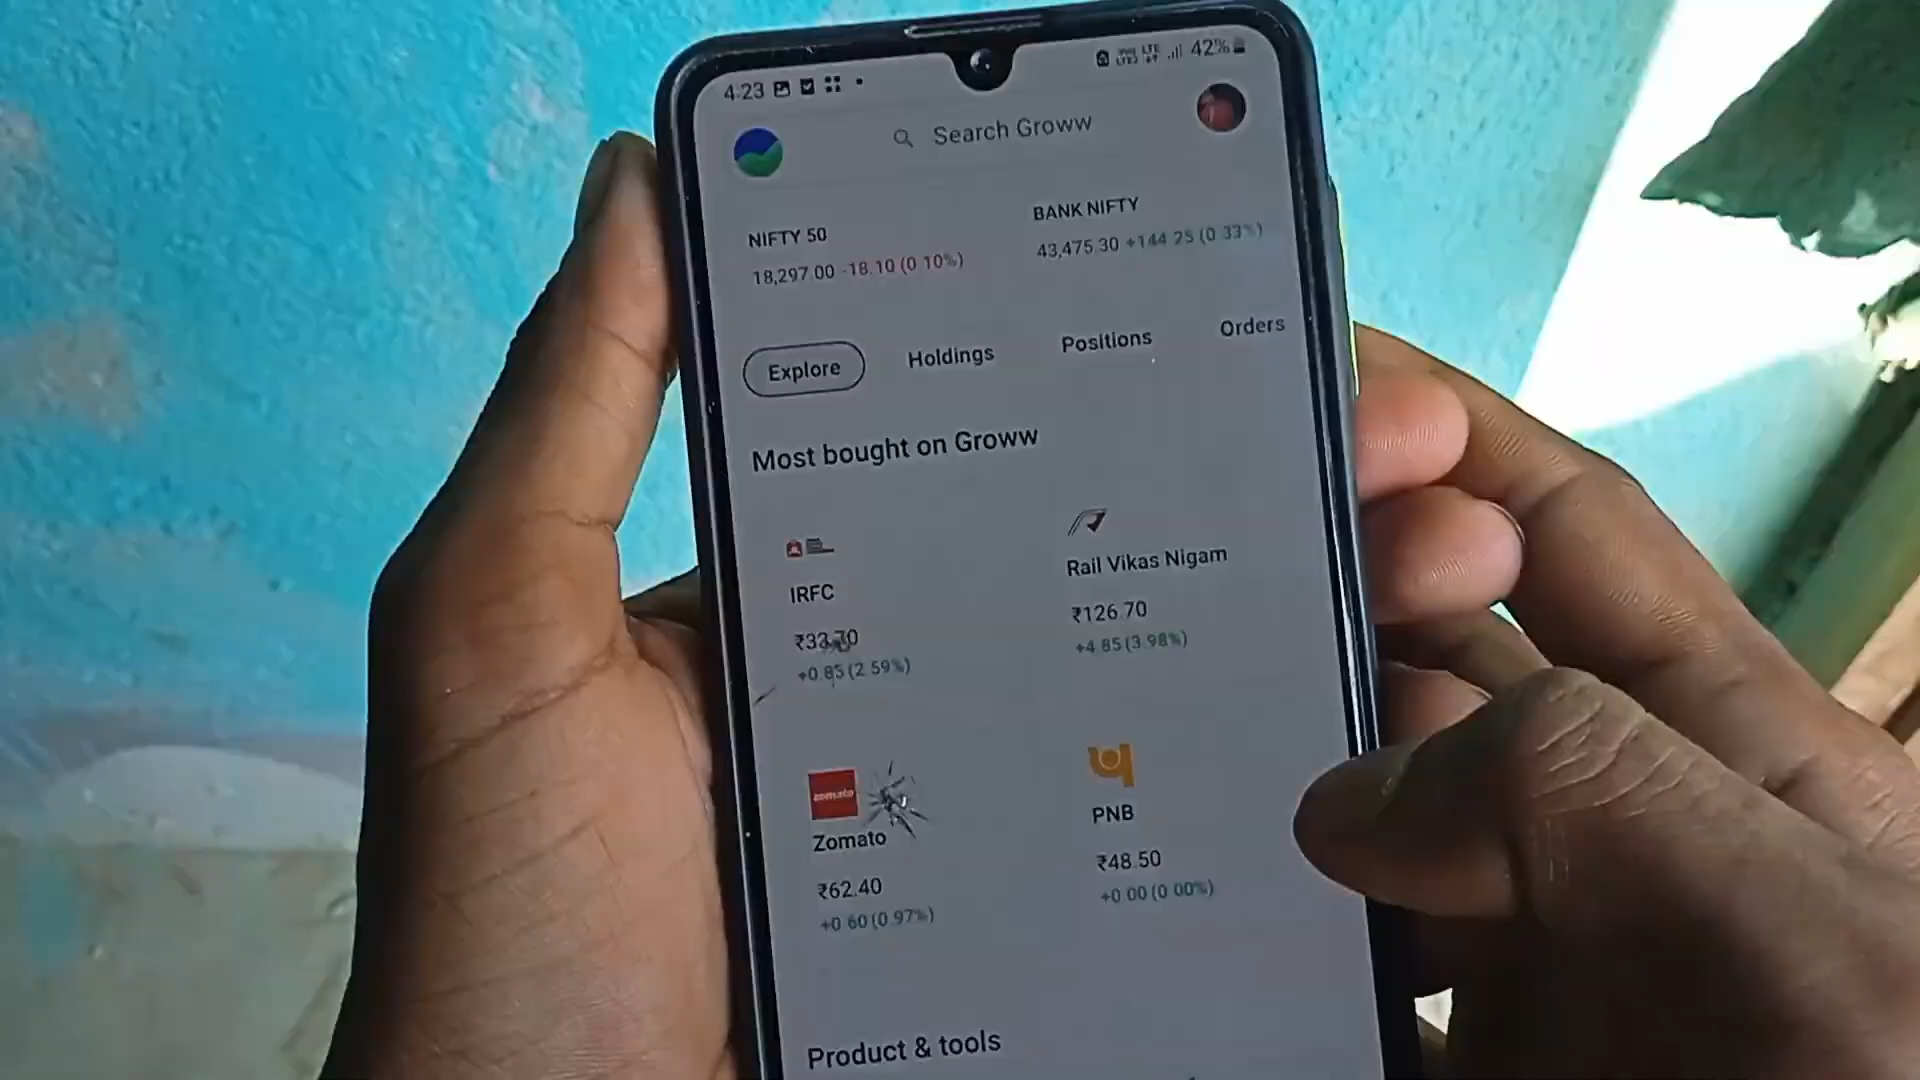 4:23
LTE
42%
Search Groww
NIFTY 50
18,297.00 -18.10 (0.10%)
BANK NIFTY
43,475.30 +144.25 (0.33%)
Explore
Holdings
Positions
Orders
Most bought on Groww
IRFC
₹33.70
+0.85 (2.59%)
Rail Vikas Nigam
₹126.70
+4.85 (3.98%)
zomato
Zomato
₹62.40
+0.60 (0.97%)
PNB
₹48.50
+0.00 (0.00%)
Product & tools